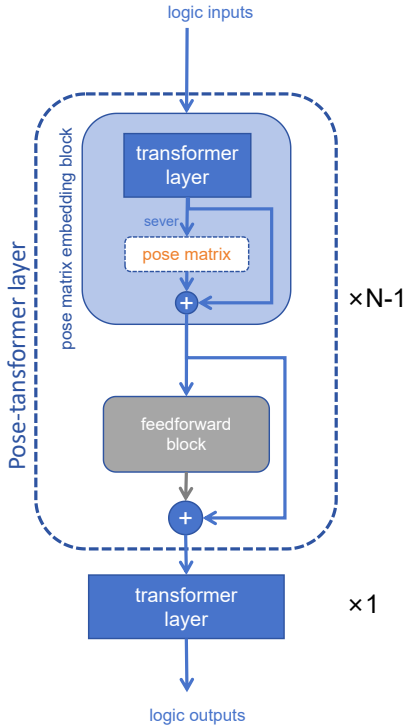 logic inputs
Pose-tansformer layer
pose matrix embedding block
transformer
layer
sever
pose matrix
+
×N-1
feedforward
block
+
transformer
layer
×1
logic outputs